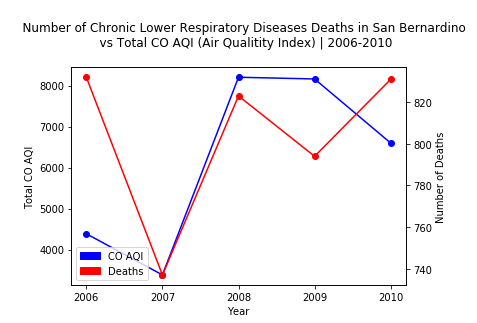 Number of Chronic Lower Respiratory Diseases Deaths in San Bernardino
vs Total CO AQI (Air Qualitity Index) | 2006-2010
8000
7000
6000
5000
4000
Total CO AQI
820
800
780
760
740
Number of Deaths
CO AQI
Deaths
2006 2007 2008 2009 2010
Year